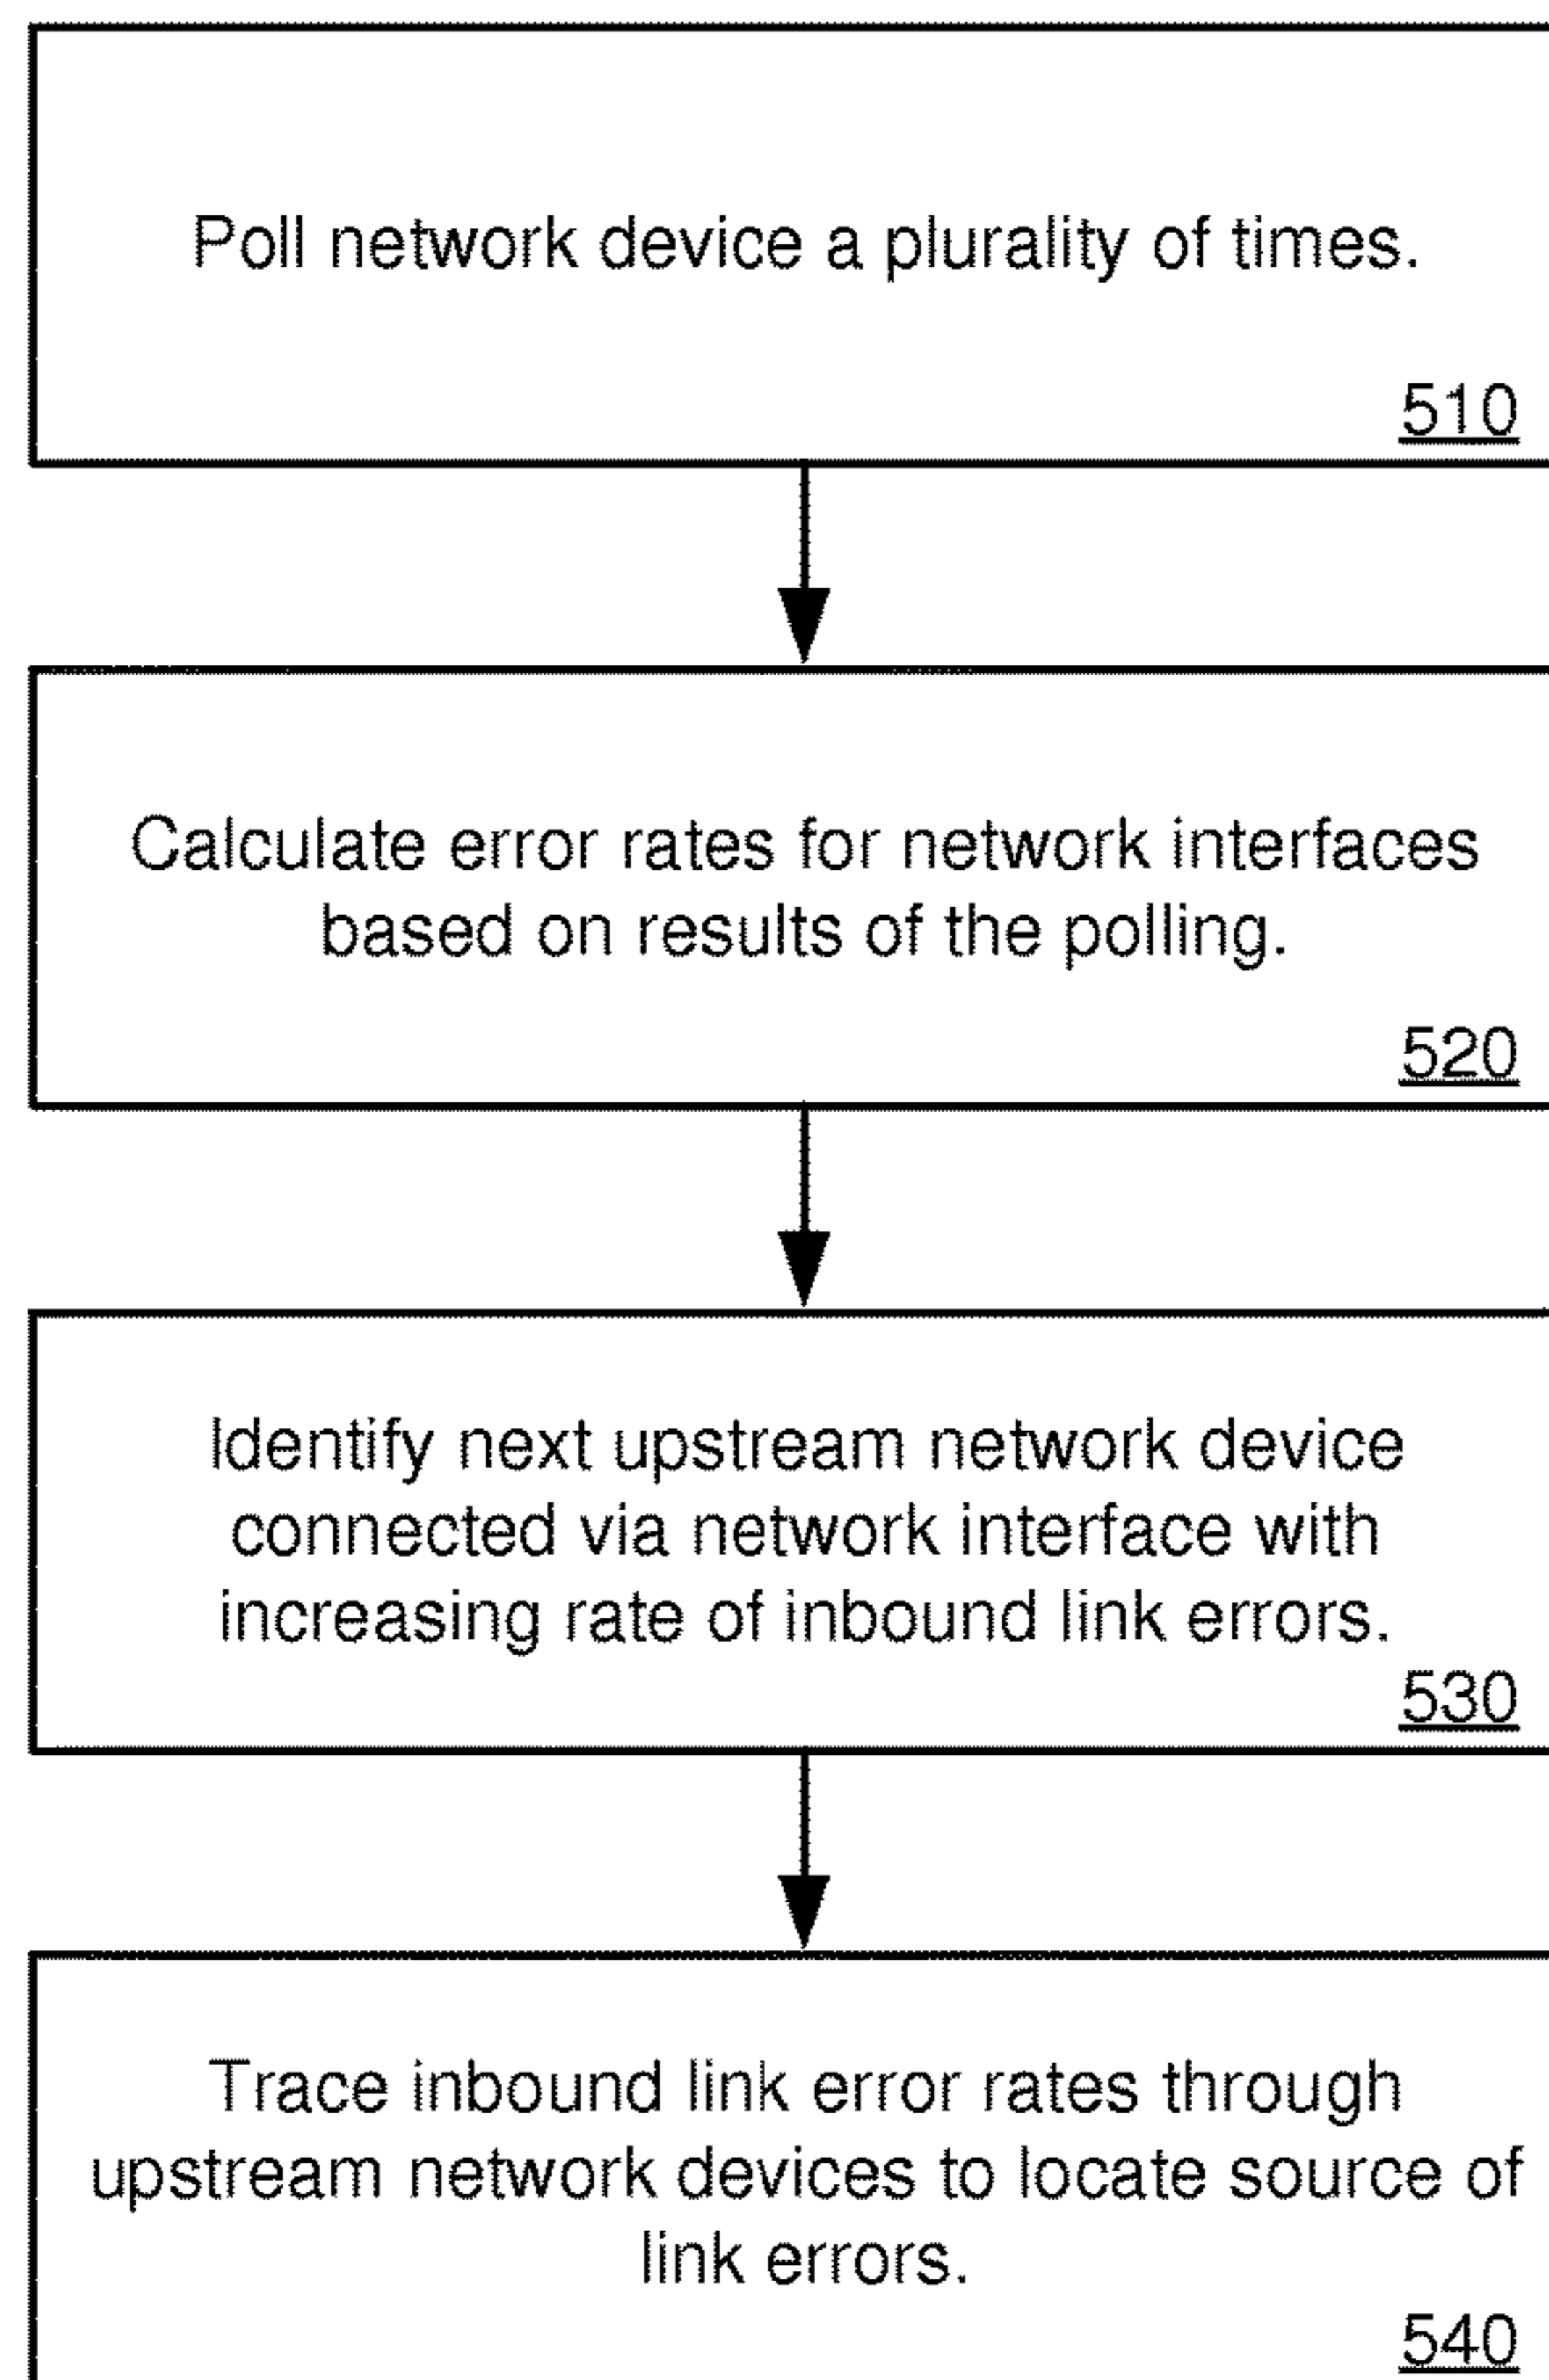 Poll network device a plurality of times.
510
Calculate error rates for network interfaces
based on results of the polling.
520
Identify next upstream network device
connected via network interface with
increasing rate of inbound link errors.
530
Trace inbound link error rates through
upstream network devices to locate source of
link errors.
540